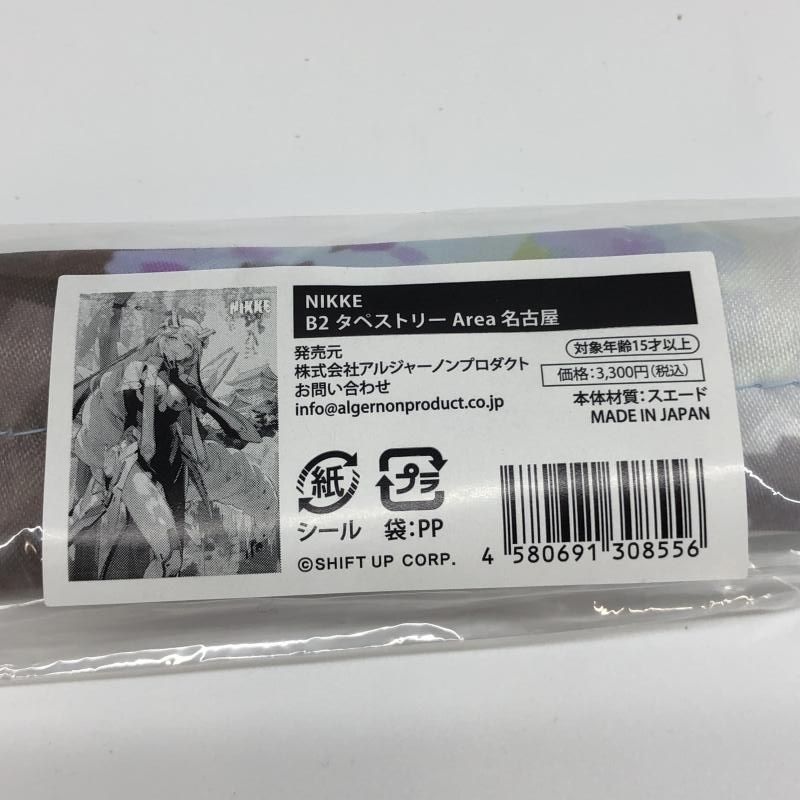 NIKKE
NIKKE
B2 タペストリー Area 名古屋
発売元
株式会社アルジャーノンプロダクト
お問い合わせ
info@algernonproduct.co.jp
対象年齢15才以上
価格:3,300円(税込)
本体材質:スエード
MADE IN JAPAN
紙
シール
プラ
袋:PP
©SHIFT UP CORP.
4 580691 308556